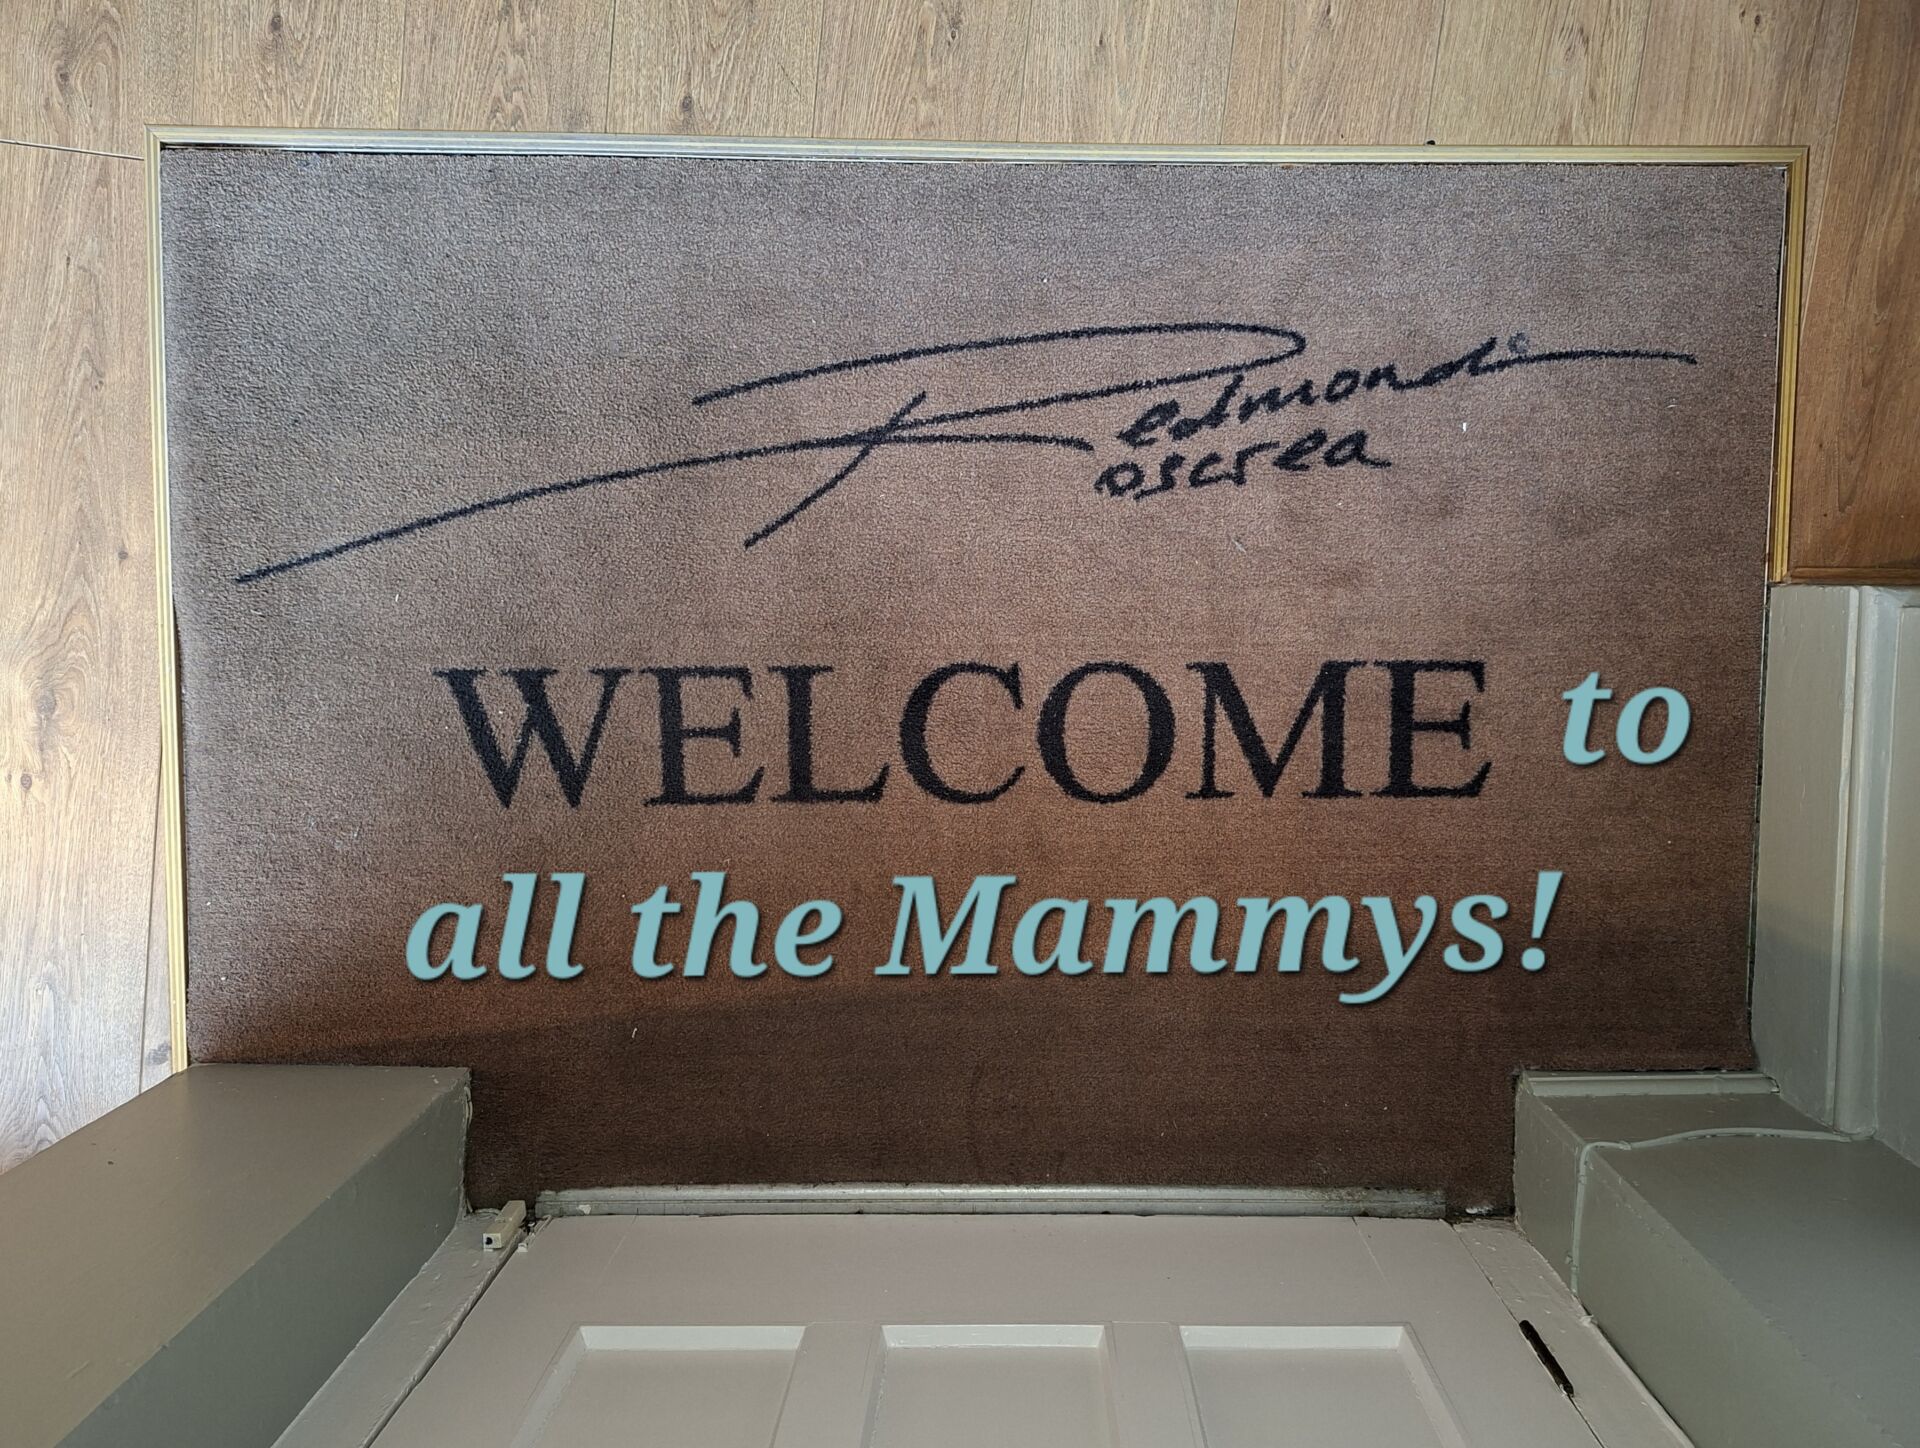 Redmonds
Roscrea
WELCOME to
all the Mammys!